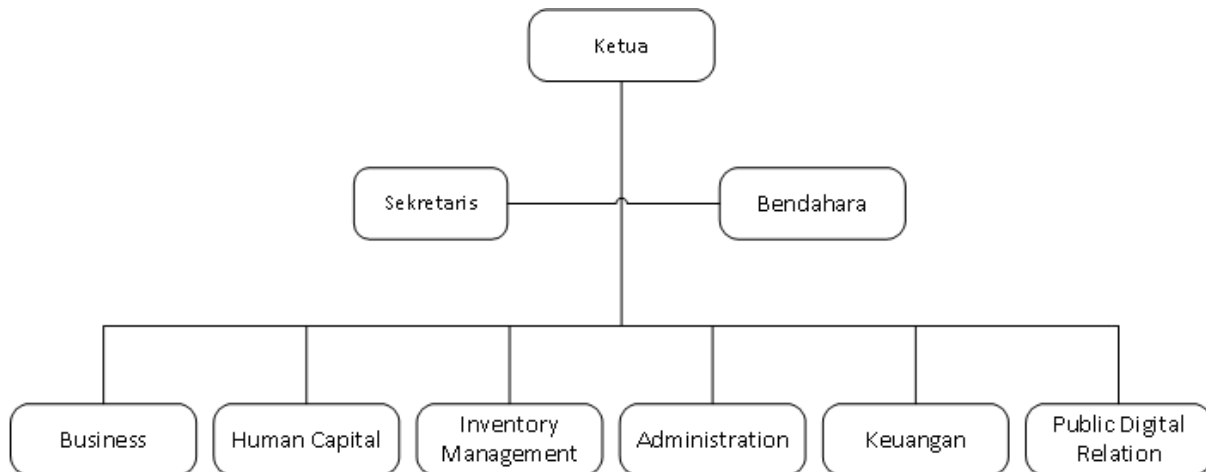 Ketua
Sekretaris
Bendahara
Business
Human Capital
Inventory
Management
Administration
Keuangan
Public Digital
Relation